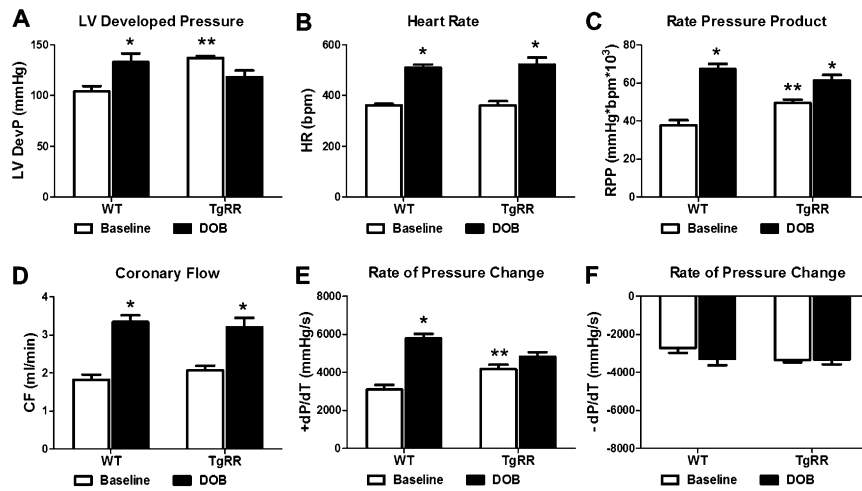 A
LV Developed Pressure
LV DevP (mmHg)
150
100
50
0
*
**
WT
TgRR
Baseline
DOB
B
Heart Rate
HR (bpm)
600
400
200
0
*
*
WT
TgRR
Baseline
DOB
C
Rate Pressure Product
RPP (mmHg*bpm*10^3)
80
60
40
20
0
*
**
*
WT
TgRR
Baseline
DOB
D
Coronary Flow
CF (ml/min)
4
3
2
1
0
*
*
WT
TgRR
Baseline
DOB
E
Rate of Pressure Change
+dP/dT (mmHg/s)
8000
6000
4000
2000
0
*
**
WT
TgRR
Baseline
DOB
F
Rate of Pressure Change
- dP/dT (mmHg/s)
0
-2000
-4000
-6000
-8000
WT
TgRR
Baseline
DOB